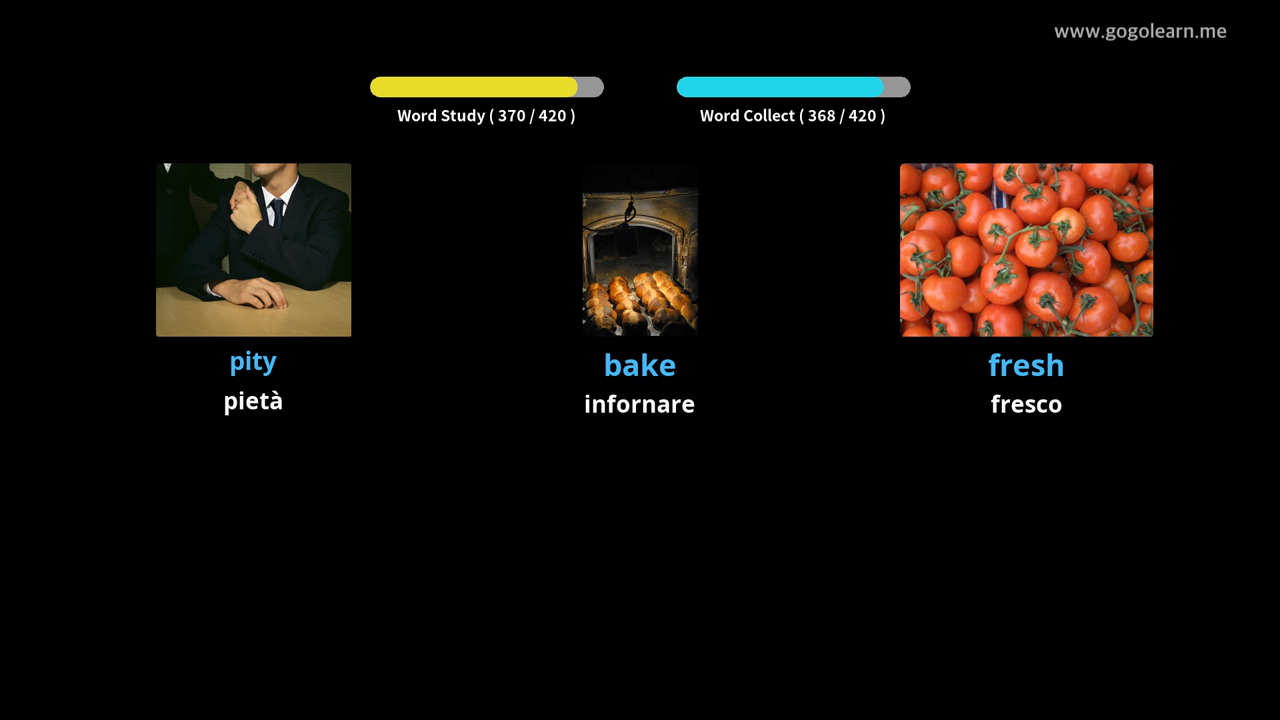 www.gogolearn.me
Word Study ( 370 / 420 )
Word Collect ( 368 / 420 )
pity
pietà
bake
infornare
fresh
fresco